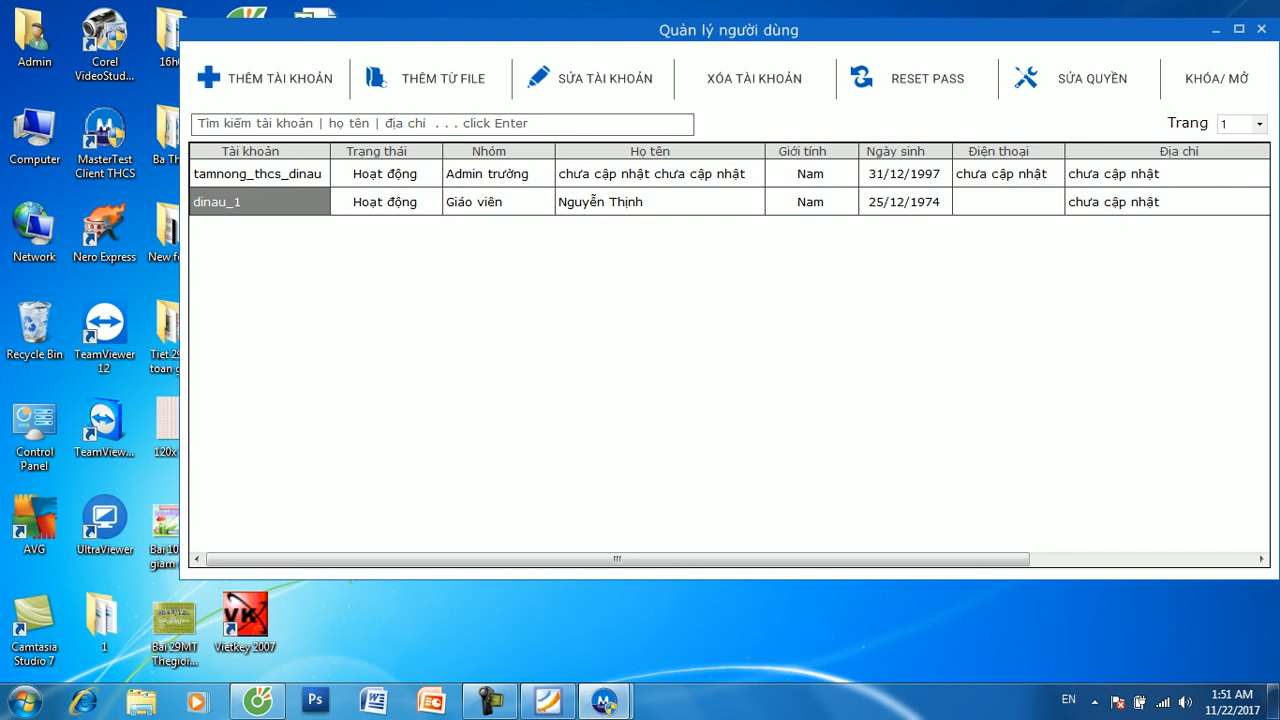 Quản lý người dùng
THÊM TÀI KHOẢN THÊM TỪ FILE SỬA TÀI KHOẢN XÓA TÀI KHOẢN RESET PASS SỬA QUYỀN KHÓA/ MỞ
Tìm kiếm tài khoản | họ tên | địa chỉ . . . click Enter
Trang 1
Tài khoản Trạng thái Nhóm Họ tên Giới tính Ngày sinh Điện thoại Địa chỉ
tamnong_thcs_dinau Hoạt động Admin trường chưa cập nhật chưa cập nhật Nam 31/12/1997 chưa cập nhật chưa cập nhật
dinau_1 Hoạt động Giáo viên Nguyễn Thịnh Nam 25/12/1974 chưa cập nhật
Admin
Corel VideoStud...
Computer
MasterTest Client THCS
Network
Nero Express
Recycle Bin
TeamViewer 12
Control Panel
TeamView...
AVG
UltraViewer
Camtasia Studio 7
1
Bai 29MT Thegioi...
VK
Vietkey 2007
Ps
EN
1:51 AM
11/22/2017